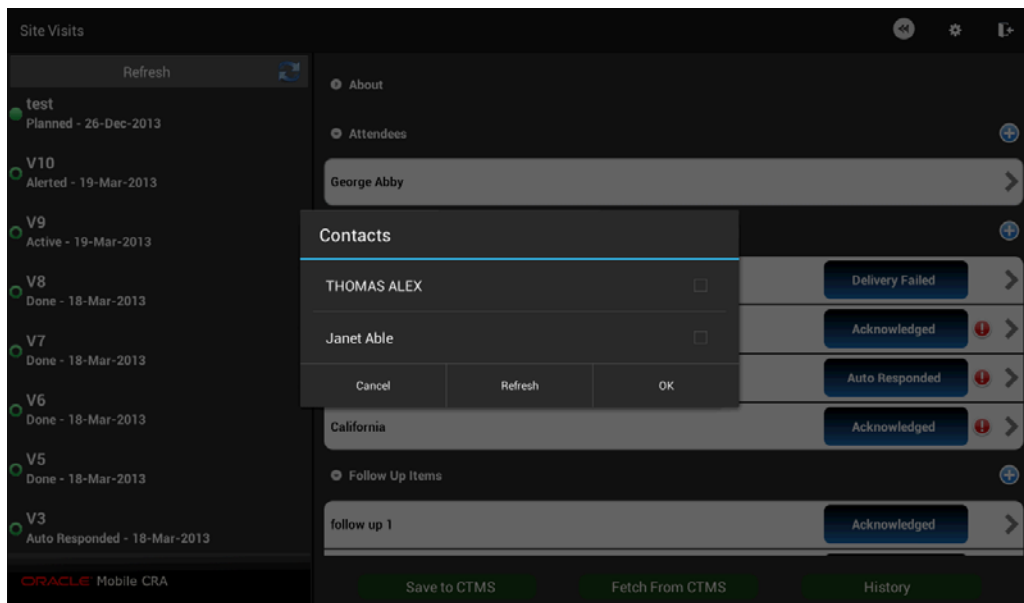 Site Visits
Refresh
test
Planned - 26-Dec-2013
V10
Alerted - 19-Mar-2013
V9
Active - 19-Mar-2013
V8
Done - 18-Mar-2013
V7
Done - 18-Mar-2013
V6
Done - 18-Mar-2013
V5
Done - 18-Mar-2013
V3
Auto Responded - 18-Mar-2013
ORACLE Mobile CRA
About
Attendees
George Abby
Contacts
THOMAS ALEX
Janet Able
Cancel Refresh OK
Delivery Failed
Acknowledged
Auto Responded
California Acknowledged
Follow Up Items
follow up 1 Acknowledged
Save to CTMS Fetch From CTMS History